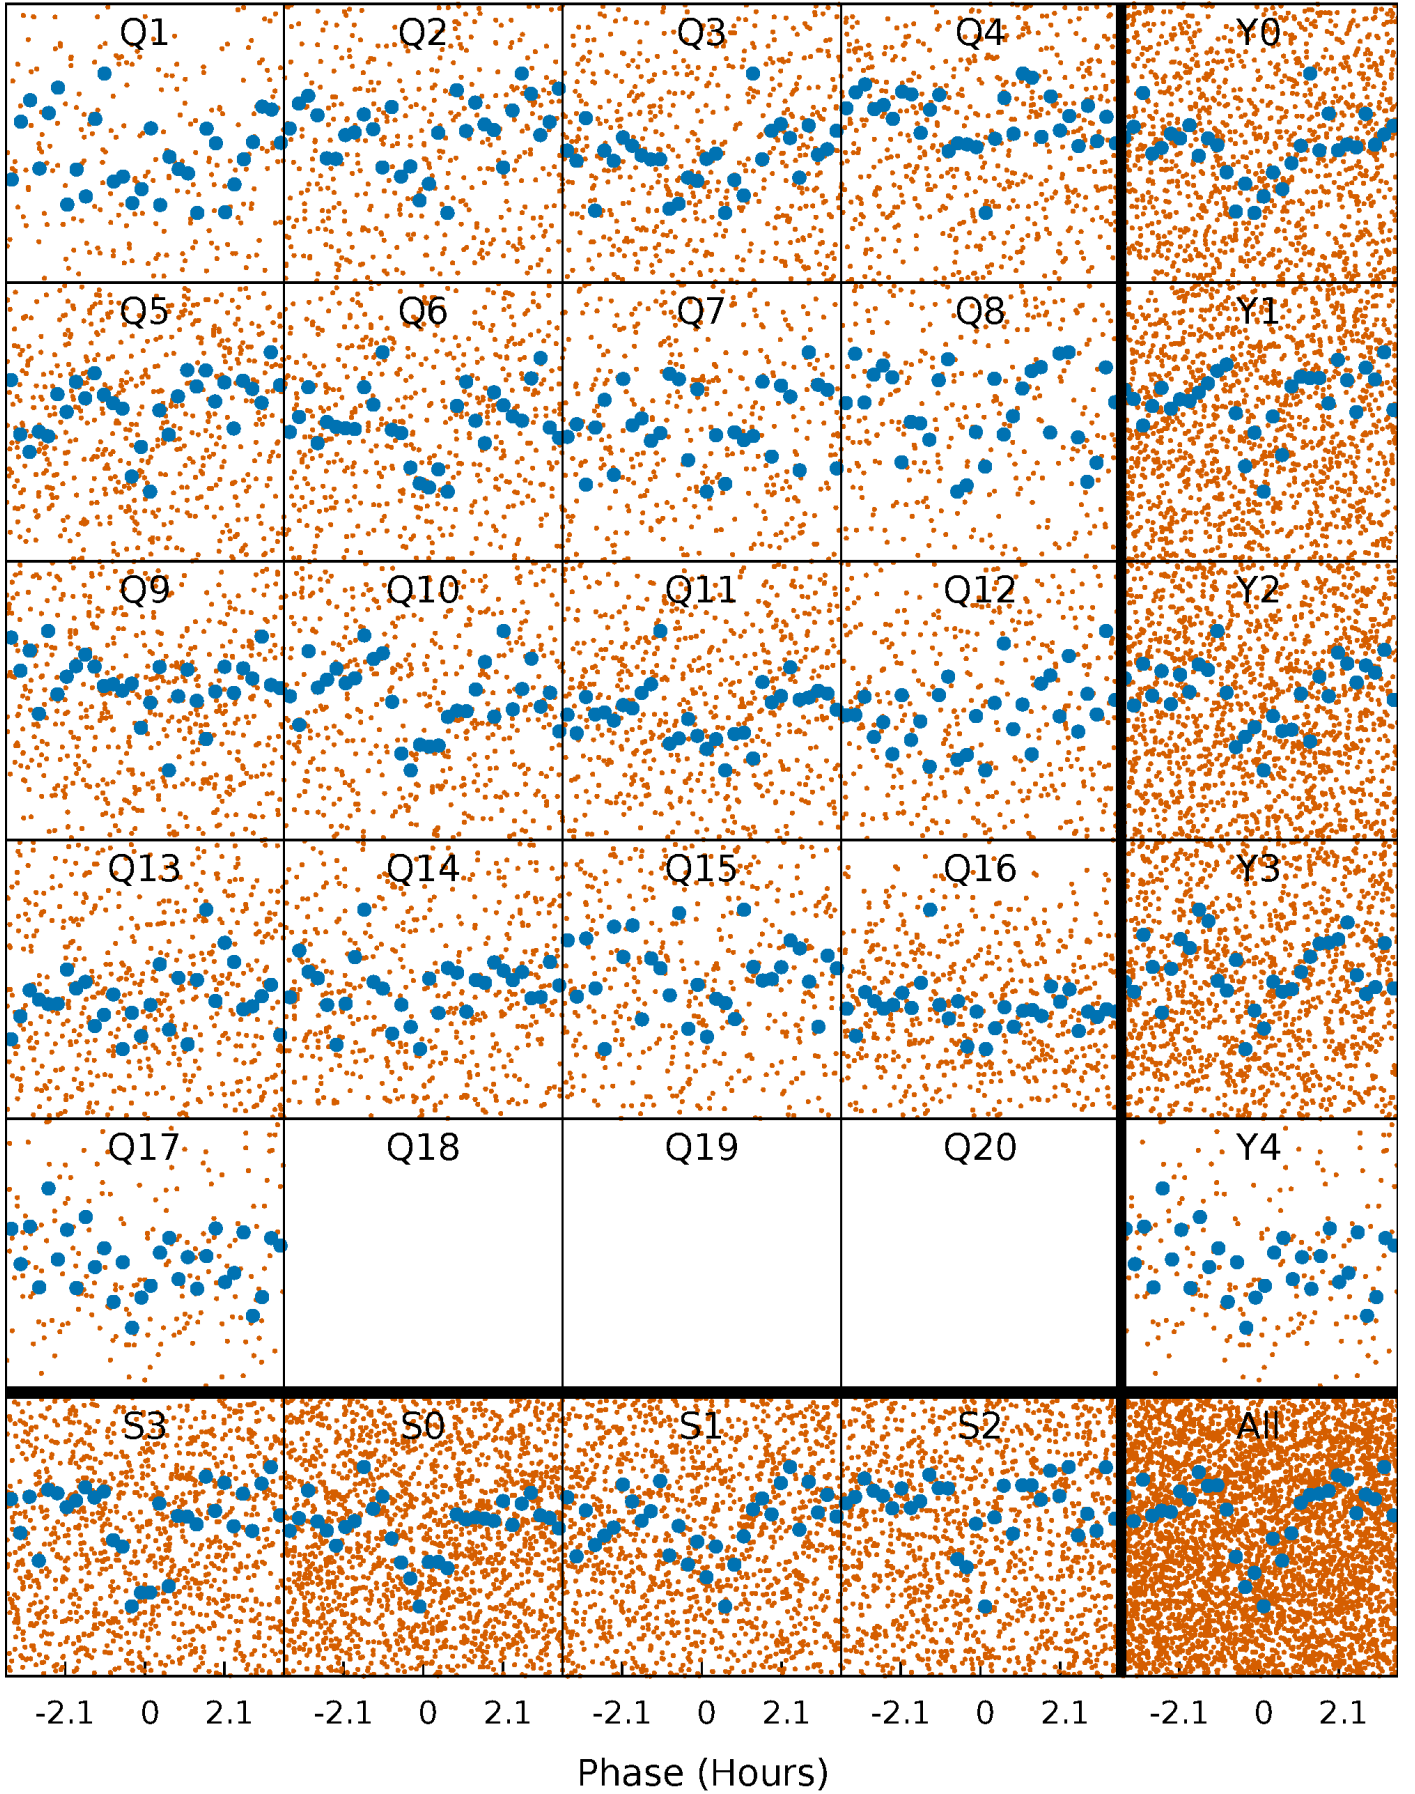 Q1 Q2 Q3 Q4 Y0
Q5 Q6 Q7 Q8 Y1
Q9 Q10 Q11 Q12 Y2
Q13 Q14 Q15 Q16 Y3
Q17 Q18 Q19 Q20 Y4
S3 S0 S1 S2 All
-2.1 0 2.1 -2.1 0 2.1 -2.1 0 2.1 -2.1 0 2.1 -2.1 0 2.1
Phase (Hours)